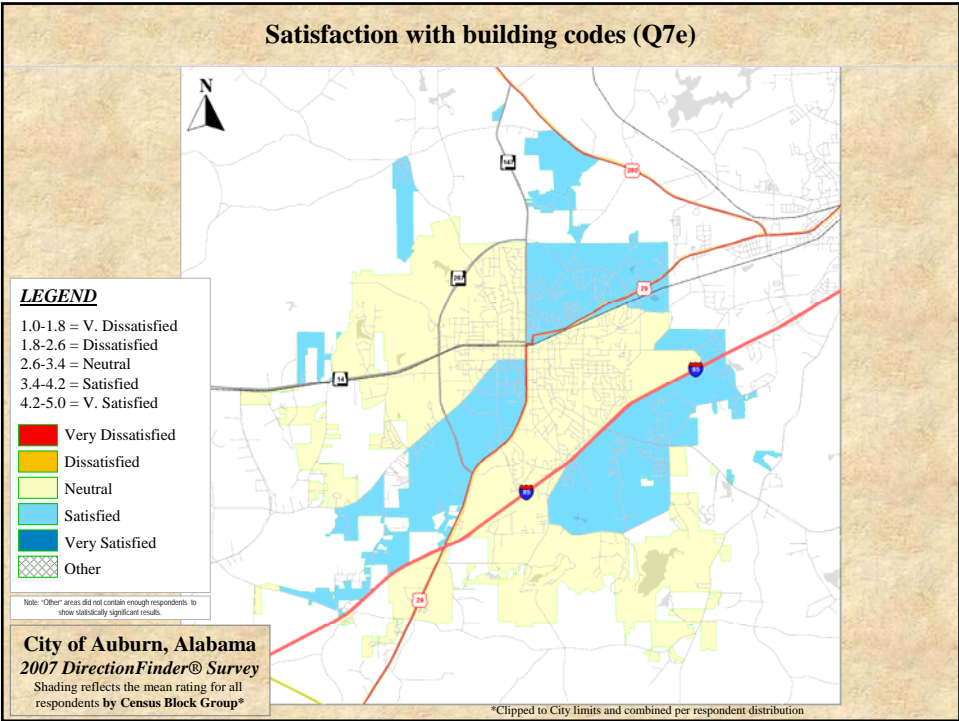 Satisfaction with building codes (Q7e)
N
147
280
267
29
14
85
85
29
LEGEND
1.0-1.8 = V. Dissatisfied
1.8-2.6 = Dissatisfied
2.6-3.4 = Neutral
3.4-4.2 = Satisfied
4.2-5.0 = V. Satisfied
Very Dissatisfied
Dissatisfied
Neutral
Satisfied
Very Satisfied
Other
Note: "Other" areas did not contain enough respondents to
show statistically significant results.
City of Auburn, Alabama
2007 DirectionFinder® Survey
Shading reflects the mean rating for all
respondents by Census Block Group*
*Clipped to City limits and combined per respondent distribution